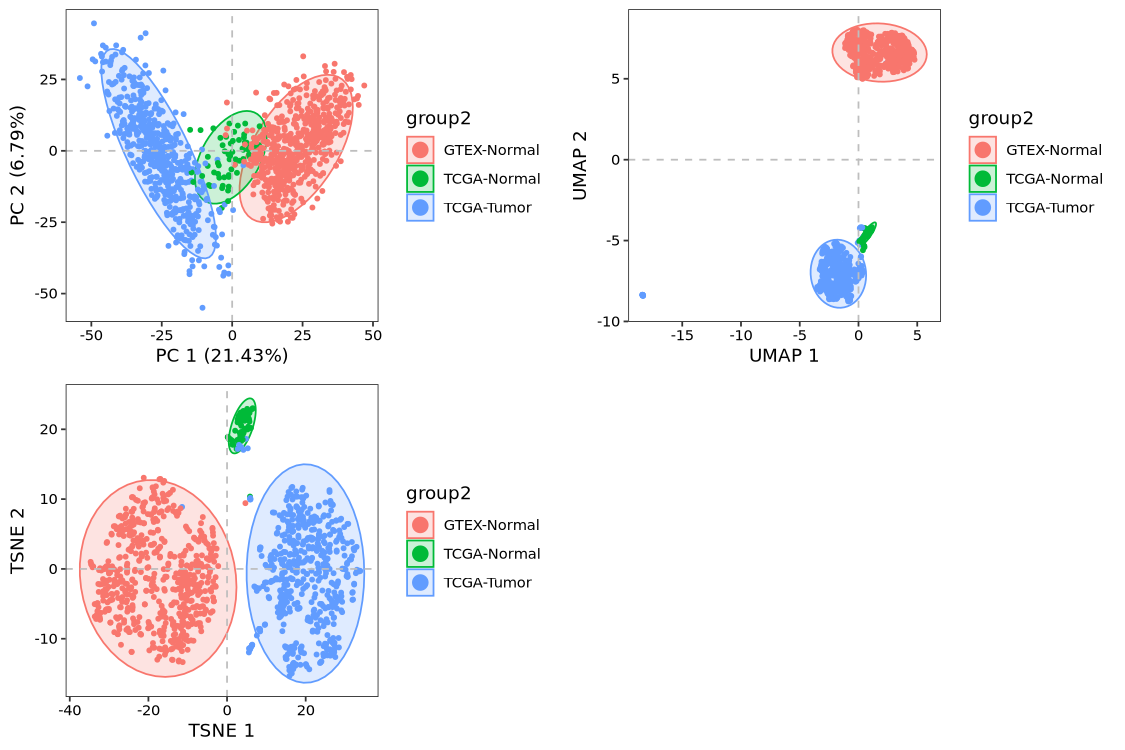 PC 2 (6.79%)
25
0
-25
-50
-50
-25
0
25
50
PC 1 (21.43%)
group2
GTEX-Normal
TCGA-Normal
TCGA-Tumor
UMAP 2
5
0
-5
-10
-15
-10
-5
0
5
UMAP 1
group2
GTEX-Normal
TCGA-Normal
TCGA-Tumor
TSNE 2
20
10
0
-10
-40
-20
0
20
TSNE 1
group2
GTEX-Normal
TCGA-Normal
TCGA-Tumor